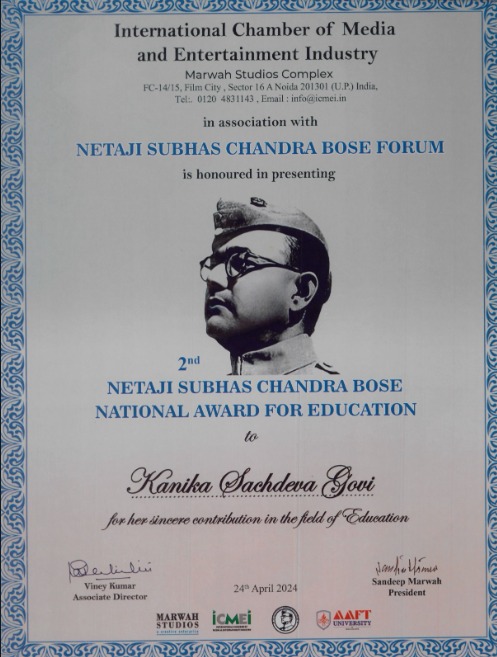 International Chamber of Media
and Entertainment Industry
Marwah Studios Complex
FC-14/15, Film City , Sector 16 A Noida 201301 (U.P.) India,
Tel:. 0120 4831143 , Email : info@icmei.in
in association with
NETAJI SUBHAS CHANDRA BOSE FORUM
is honoured in presenting
2nd
NETAJI SUBHAS CHANDRA BOSE
NATIONAL AWARD FOR EDUCATION
to
Kanika Sachdeva Govi
for her sincere contribution in the field of Education
Viney Kumar
Associate Director
24th April 2024
Sandeep Marwah
President
MARWAH
STUDIOS
ICMEI
AAFT
UNIVERSITY